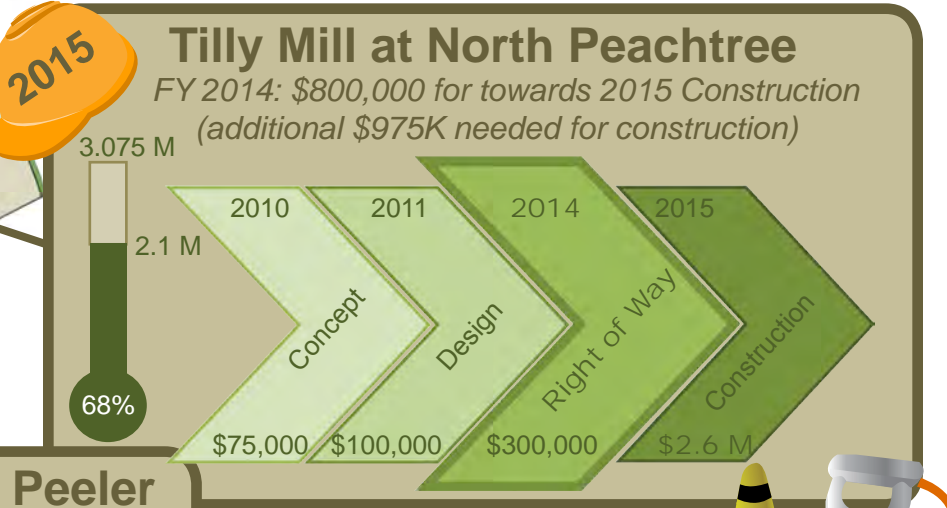 2015
Tilly Mill at North Peachtree
FY 2014: $800,000 for towards 2015 Construction
(additional $975K needed for construction)
3.075 M
2.1 M
68%
2010
Concept
$75,000
2011
Design
$100,000
2014
Right of Way
$300,000
2015
Construction
$2.6 M
Peeler